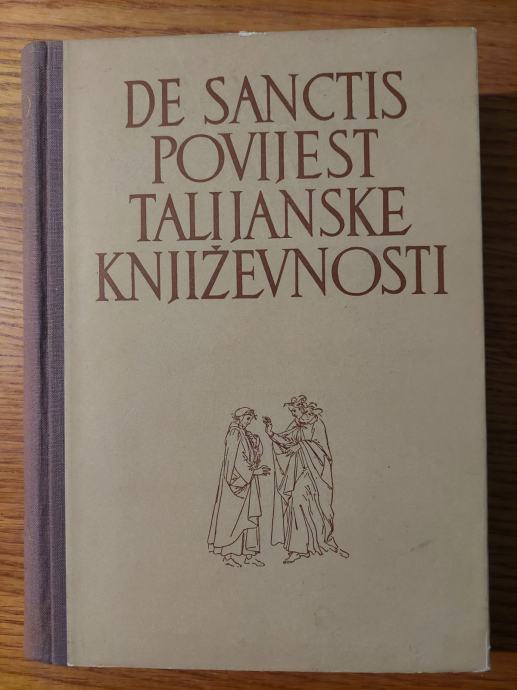 DE SANCTIS
POVIJEST
TALIJANSKE
KNJIŽEVNOSTI